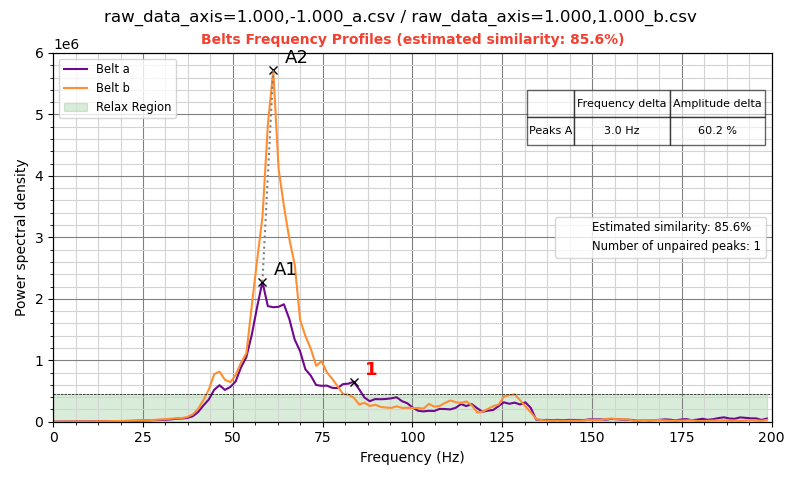 raw_data_axis=1.000,-1.000_a.csv / raw_data_axis=1.000,1.000_b.csv
Belts Frequency Profiles (estimated similarity: 85.6%)
1e6
Belt a
Belt b
Relax Region
A2
A1
1
Frequency delta Amplitude delta
Peaks A 3.0 Hz 60.2 %
Estimated similarity: 85.6%
Number of unpaired peaks: 1
Power spectral density
6
5
4
3
2
1
0
0 25 50 75 100 125 150 175 200
Frequency (Hz)